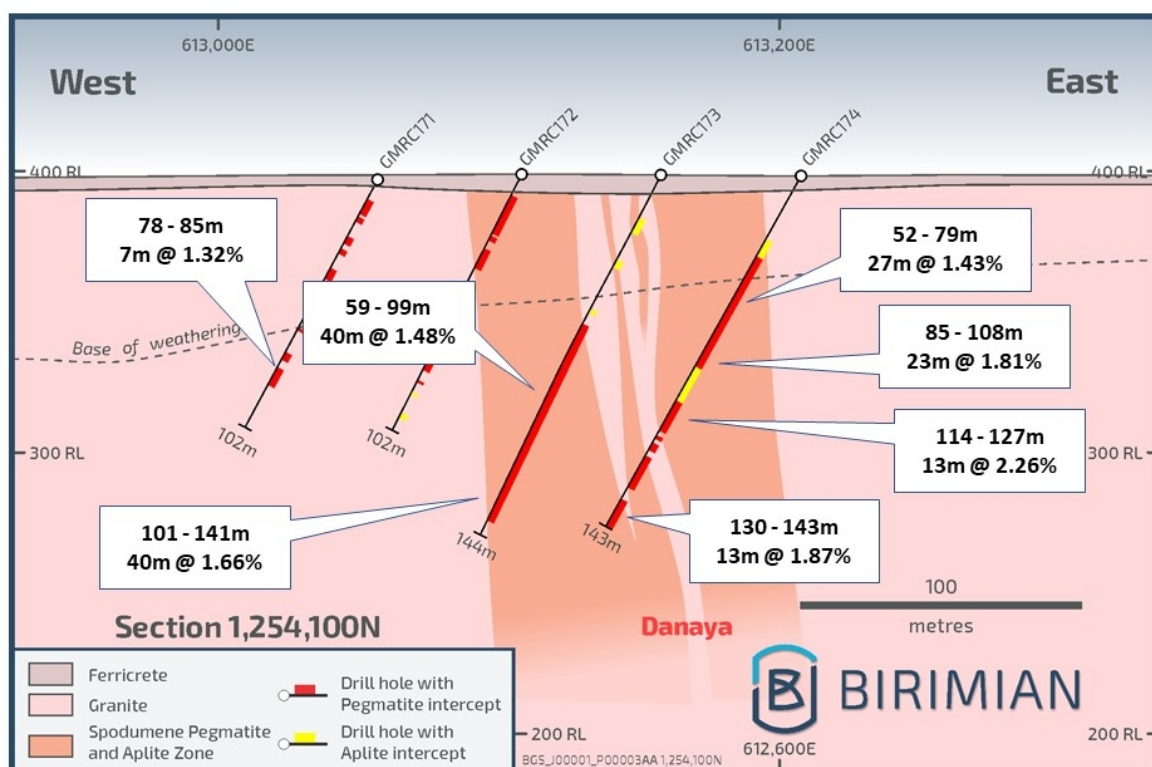 613,000E
613,200E
West
East
GMRC171
GMRC172
GMRC173
GMRC174
400 RL
400 RL
78 - 85m
7m @ 1.32%
52 - 79m
27m @ 1.43%
59 - 99m
40m @ 1.48%
Base of weathering
85 - 108m
23m @ 1.81%
102m
102m
114 - 127m
13m @ 2.26%
300 RL
300 RL
101 - 141m
40m @ 1.66%
144m
143m
130 - 143m
13m @ 1.87%
100
metres
Section 1,254,100N
Danaya
Ferricrete
Granite
Spodumene Pegmatite
and Aplite Zone
Drill hole with
Pegmatite intercept
Drill hole with
Aplite intercept
BIRIMIAN
200 RL
200 RL
612,600E
BGS_J00001_P00003AA 1,254,100N